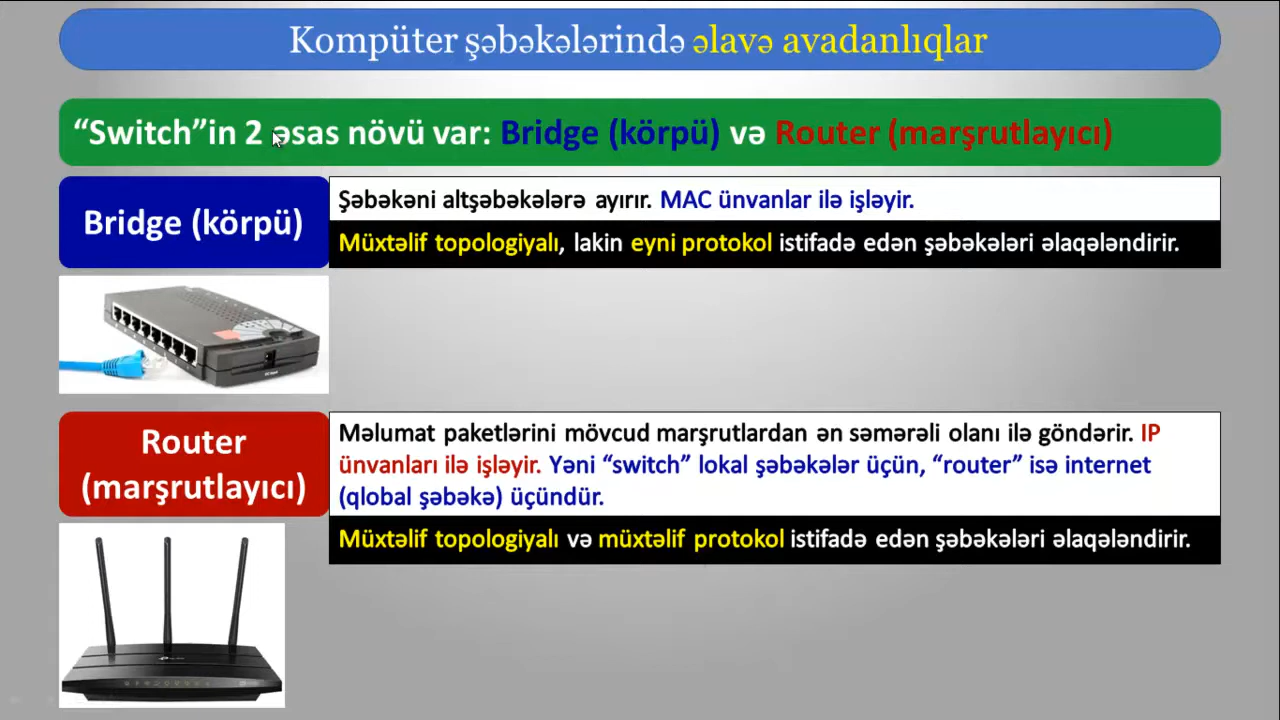 Kompüter şəbəkələrində əlavə avadanlıqlar
“Switch”in 2 əsas növü var: Bridge (körpü) və Router (marşrutlayıcı)
Bridge (körpü)
Şəbəkəni altşəbəkələrə ayırır. MAC ünvanlar ilə işləyir.
Müxtəlif topologiyalı, lakin eyni protokol istifadə edən şəbəkələri əlaqələndirir.
Router
(marşrutlayıcı)
Məlumat paketlərini mövcud marşrutlardan ən səmərəli olanı ilə göndərir. IP
ünvanları ilə işləyir. Yəni “switch” lokal şəbəkələr üçün, “router” isə internet
(qlobal şəbəkə) üçündür.
Müxtəlif topologiyalı və müxtəlif protokol istifadə edən şəbəkələri əlaqələndirir.